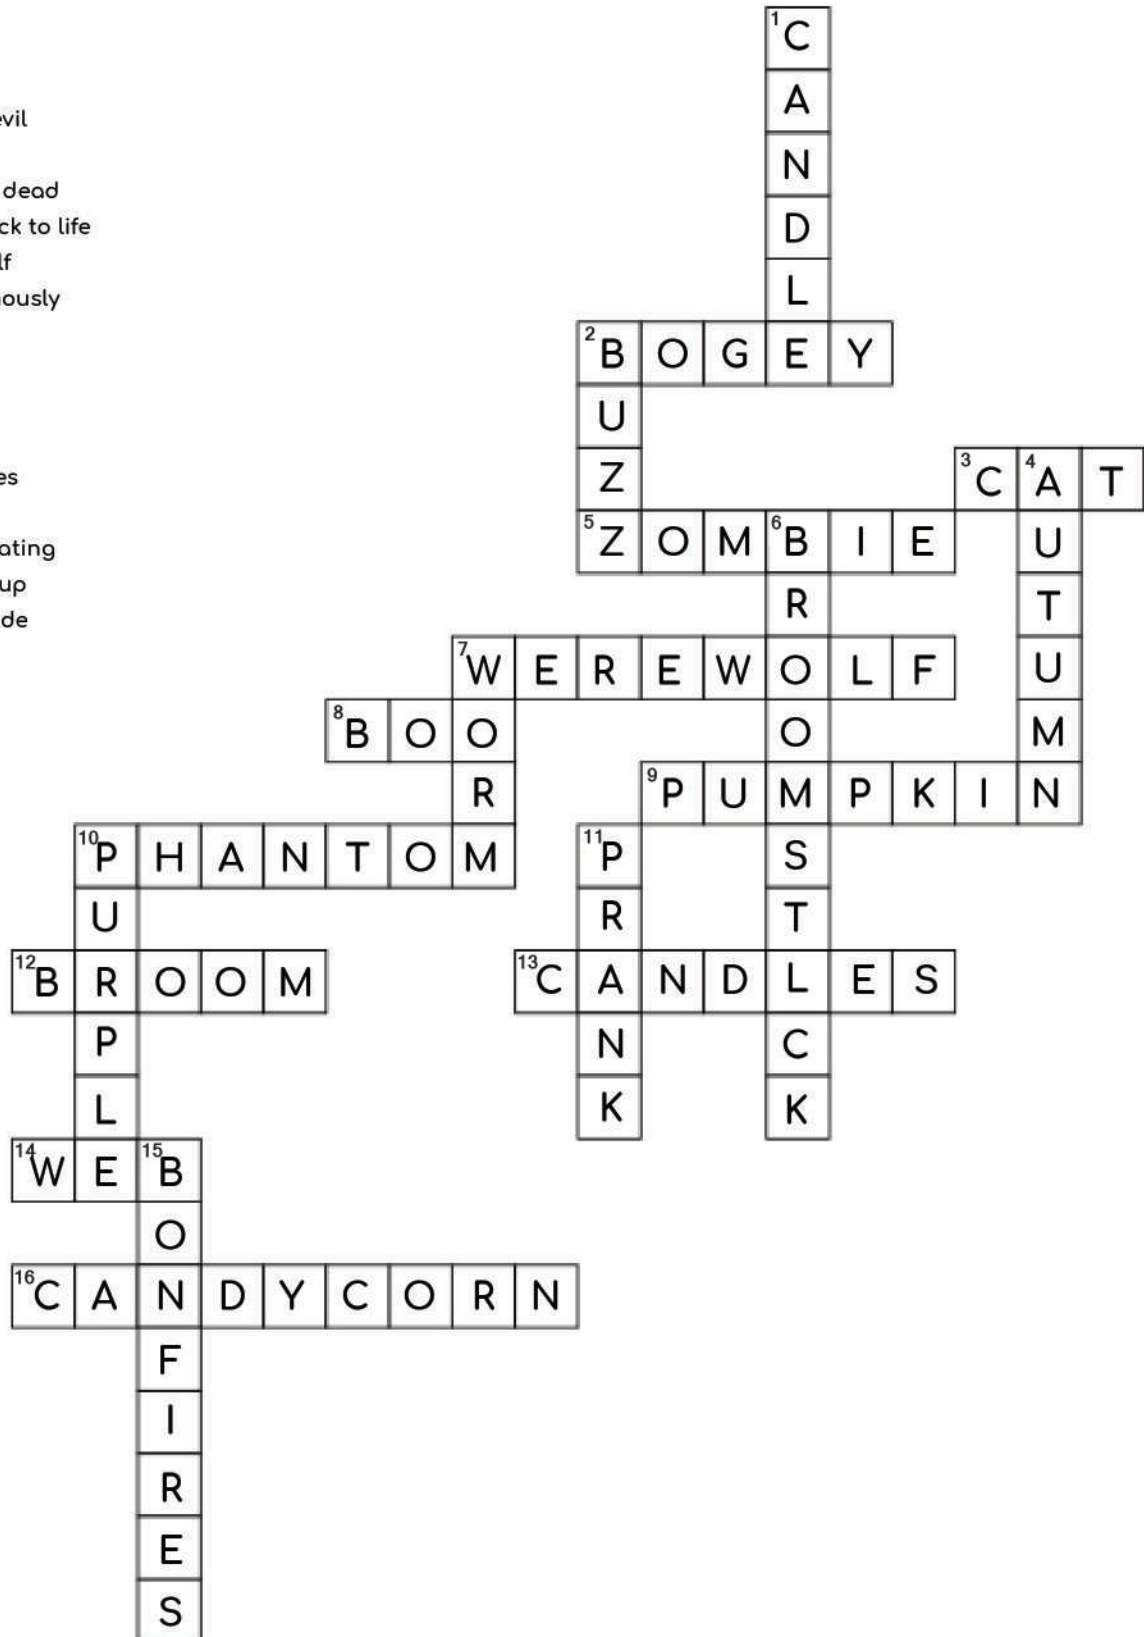 evil
dead
ck to life
lf
ously
es
ating
up
de
1 C
A
N
D
L
2 B O G E Y
U
Z 3 C 4 A T
5 Z O M 6 B I E U
R T
7 W E R E W O L F U
8 B O O O M
R 9 P U M P K I N
10 P H A N T O M 11 P S
U R T
12 B R O O M 13 C A N D L E S
P N C
L K K
14 W E 15 B
O
16 C A N D Y C O R N
F
I
R
E
S